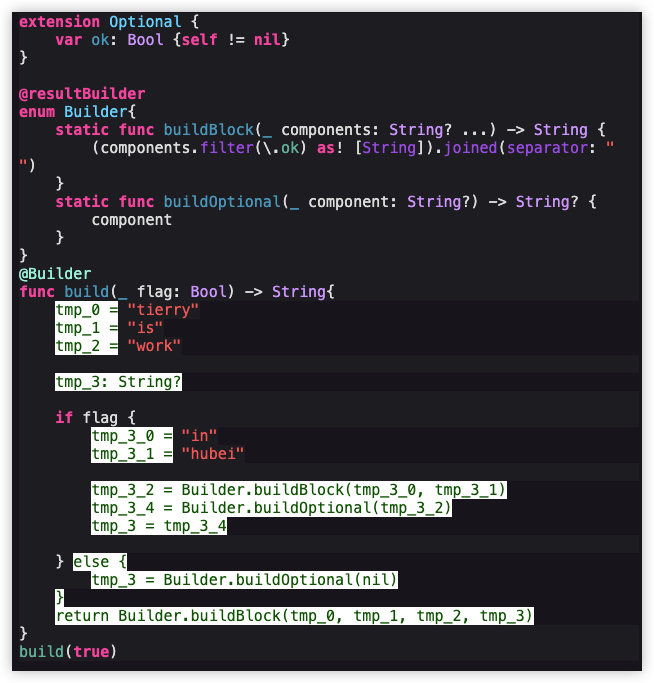 extension Optional {
    var ok: Bool {self != nil}
}

@resultBuilder
enum Builder{
    static func buildBlock(_ components: String? ...) -> String {
        (components.filter(\.ok) as! [String]).joined(separator: "
")
    }
    static func buildOptional(_ component: String?) -> String? {
        component
    }
}
@Builder
func build(_ flag: Bool) -> String{
    tmp_0 = "tierry"
    tmp_1 = "is"
    tmp_2 = "work"

    tmp_3: String?

    if flag {
        tmp_3_0 = "in"
        tmp_3_1 = "hubei"

        tmp_3_2 = Builder.buildBlock(tmp_3_0, tmp_3_1)
        tmp_3_4 = Builder.buildOptional(tmp_3_2)
        tmp_3 = tmp_3_4

    } else {
        tmp_3 = Builder.buildOptional(nil)
    }
    return Builder.buildBlock(tmp_0, tmp_1, tmp_2, tmp_3)
}
build(true)